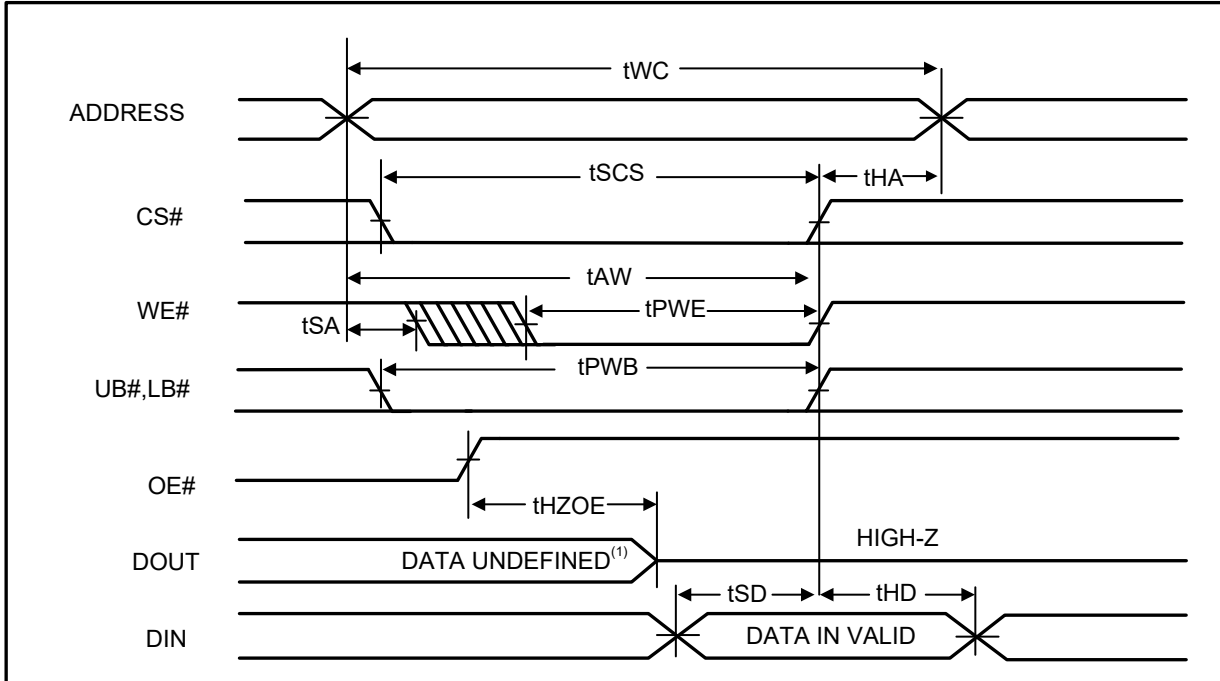 tWC
ADDRESS
tSCS
tHA
CS#
tAW
WE#
tSA
tPWE
tPWB
UB#,LB#
OE#
tHZOE
HIGH-Z
DOUT
DATA UNDEFINED(1)
tSD
tHD
DIN
DATA IN VALID